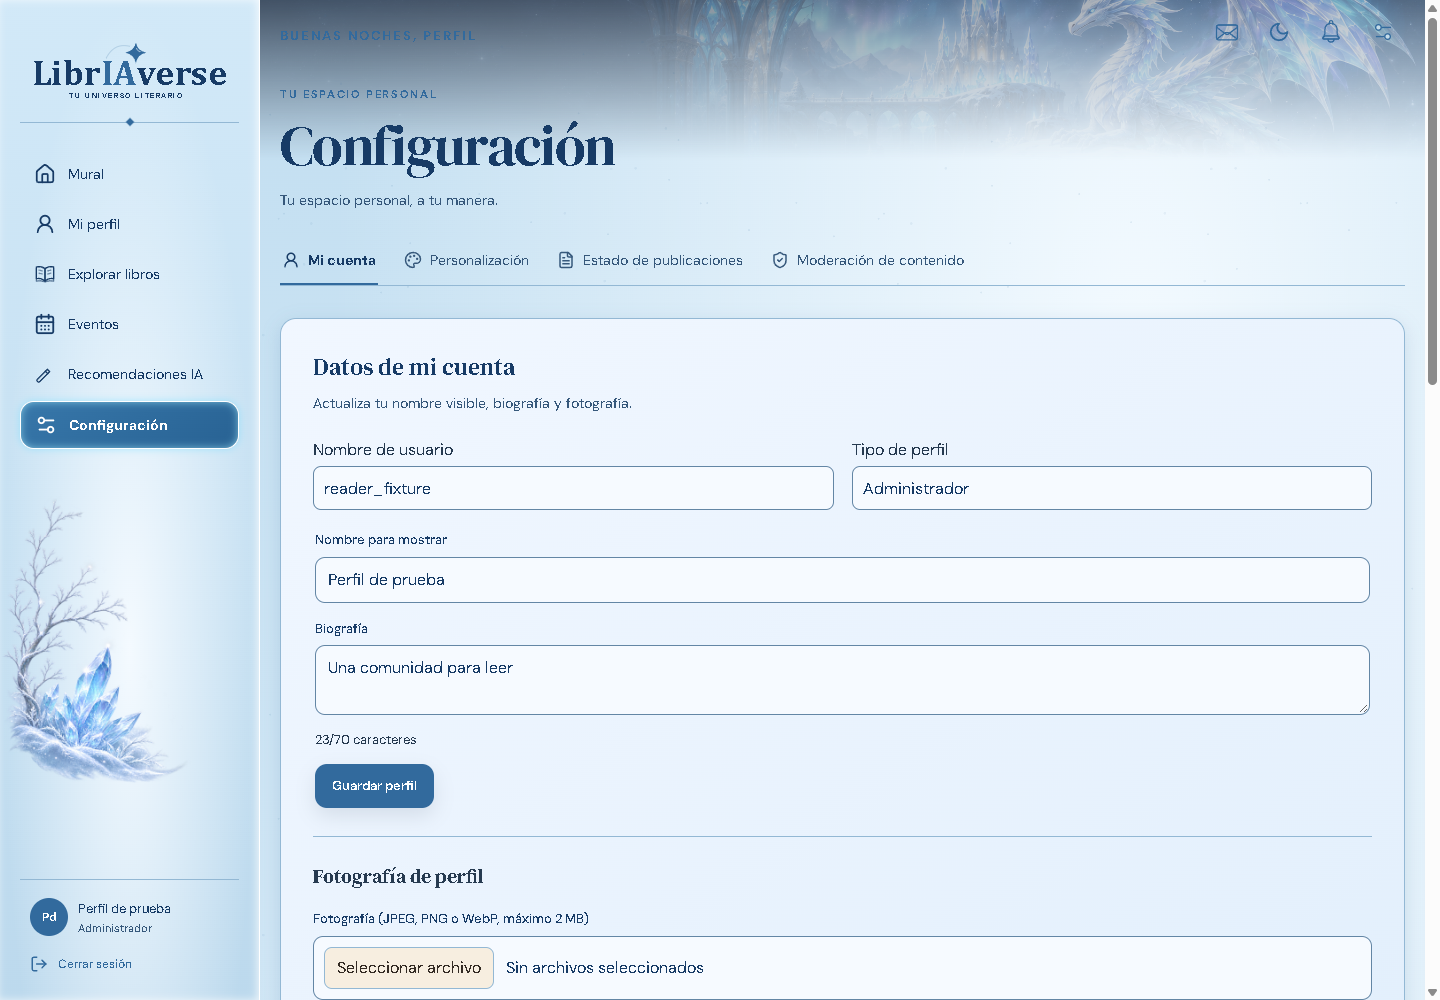 LibrIAverse
TU UNIVERSO LITERARIO
Mural
Mi perfil
Explorar libros
Eventos
Recomendaciones IA
Configuración
Pd
Perfil de prueba
Administrador
Cerrar sesión
BUENAS NOCHES, PERFIL
TU ESPACIO PERSONAL
Configuración
Tu espacio personal, a tu manera.
Mi cuenta
Personalización
Estado de publicaciones
Moderación de contenido
Datos de mi cuenta
Actualiza tu nombre visible, biografía y fotografía.
Nombre de usuario
reader_fixture
Tipo de perfil
Administrador
Nombre para mostrar
Perfil de prueba
Biografía
Una comunidad para leer
23/70 caracteres
Guardar perfil
Fotografía de perfil
Fotografía (JPEG, PNG o WebP, máximo 2 MB)
Seleccionar archivo
Sin archivos seleccionados